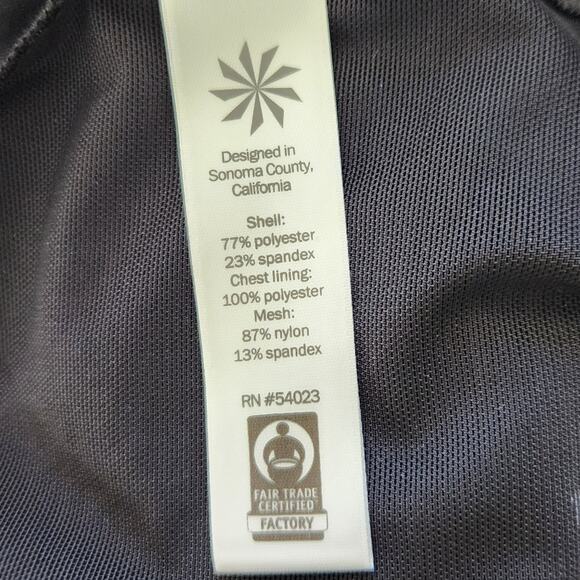 Designed in
Sonoma County,
California
Shell:
77% polyester
23% spandex
Chest lining:
100% polyester
Mesh:
87% nylon
13% spandex
RN #54023
FAIR TRADE
CERTIFIED
FACTORY